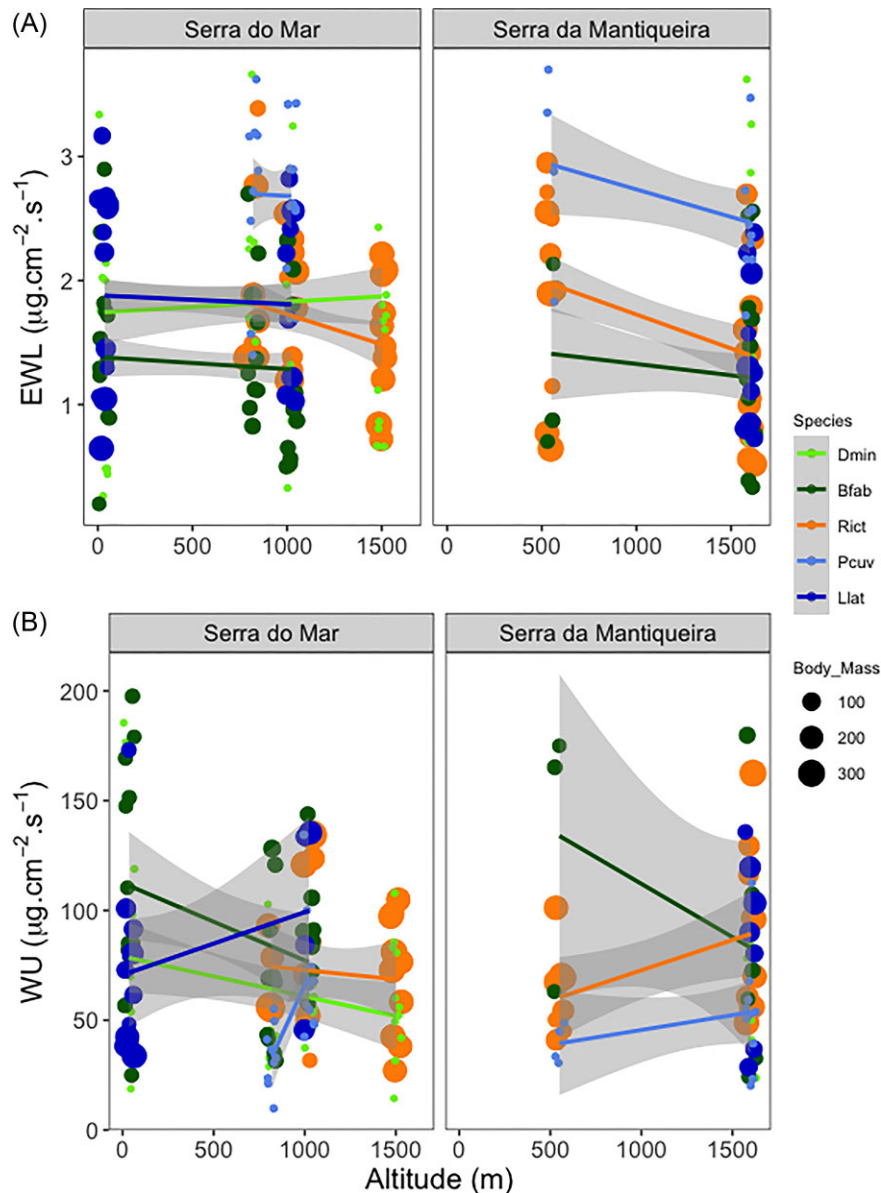 (A)
Serra do Mar
Serra da Mantiqueira
EWL (μg.cm⁻².s⁻¹)
3
2
1
0 500 1000 1500
0 500 1000 1500
Species
Dmin
Bfab
Rict
Pcuv
Llat
(B)
Serra do Mar
Serra da Mantiqueira
Body_Mass
100
200
300
WU (μg.cm⁻².s⁻¹)
200
150
100
50
0
0 500 1000 1500
0 500 1000 1500
Altitude (m)